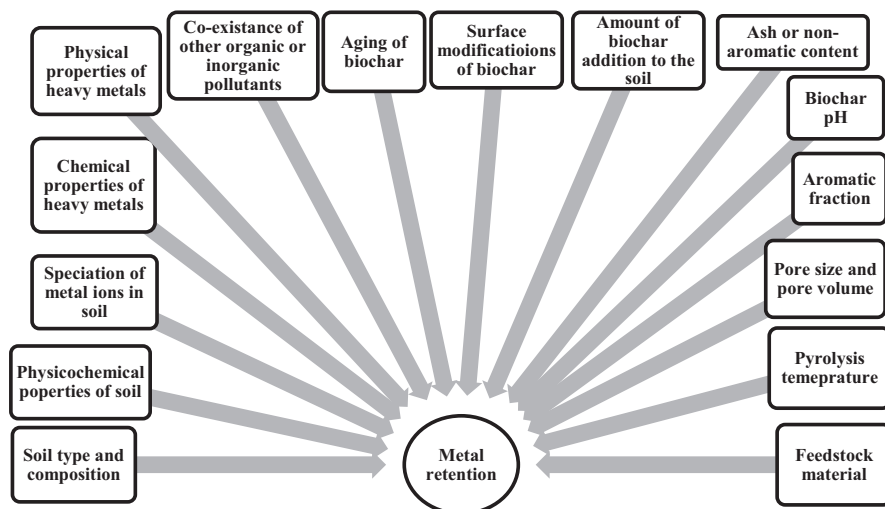 Physical
properties of
heavy metals
Co-existance of
other organic or
inorganic
pollutants
Aging of
biochar
Surface
modificatioions
of biochar
Amount of
biochar
addition to the
soil
Ash or non-
aromatic content
Biochar
pH
Chemical
properties of
heavy metals
Aromatic
fraction
Speciation of
metal ions in
soil
Pore size and
pore volume
Physicochemical
poperties of soil
Pyrolysis
temeprature
Soil type and
composition
Metal
retention
Feedstock
material